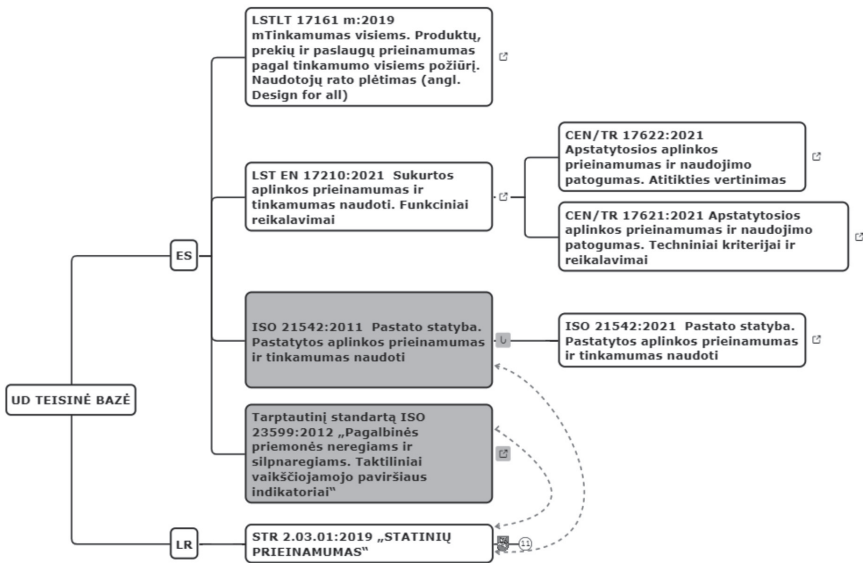 LSTLT 17161 m:2019
mTinkamumas visiems. Produktų,
prekių ir paslaugų prieinamumas
pagal tinkamumo visiems požiūrį.
Naudotojų rato plėtimas (angl.
Design for all)
CEN/TR 17622:2021
Apstatytosios aplinkos
prieinamumas ir naudojimo
patogumas. Atitikties vertinimas
LST EN 17210:2021 Sukurtos
aplinkos prieinamumas ir
tinkamumas naudoti. Funkciniai
reikalavimai
CEN/TR 17621:2021 Apstatytosios
aplinkos prieinamumas ir naudojimo
patogumas. Techniniai kriterijai ir
reikalavimai
ES
ISO 21542:2011 Pastato statyba.
Pastatytos aplinkos prieinamumas
ir tinkamumas naudoti
ISO 21542:2021 Pastato statyba.
Pastatytos aplinkos prieinamumas
ir tinkamumas naudoti
UD TEISINĖ BAZĖ
Tarptautinį standartą ISO
23599:2012 „Pagalbinės
priemonės neregiams ir
silpnaregiams. Taktiliniai
vaikščiojamojo paviršiaus
indikatoriai“
LR
STR 2.03.01:2019 „STATINIŲ
PRIEINAMUMAS“
11